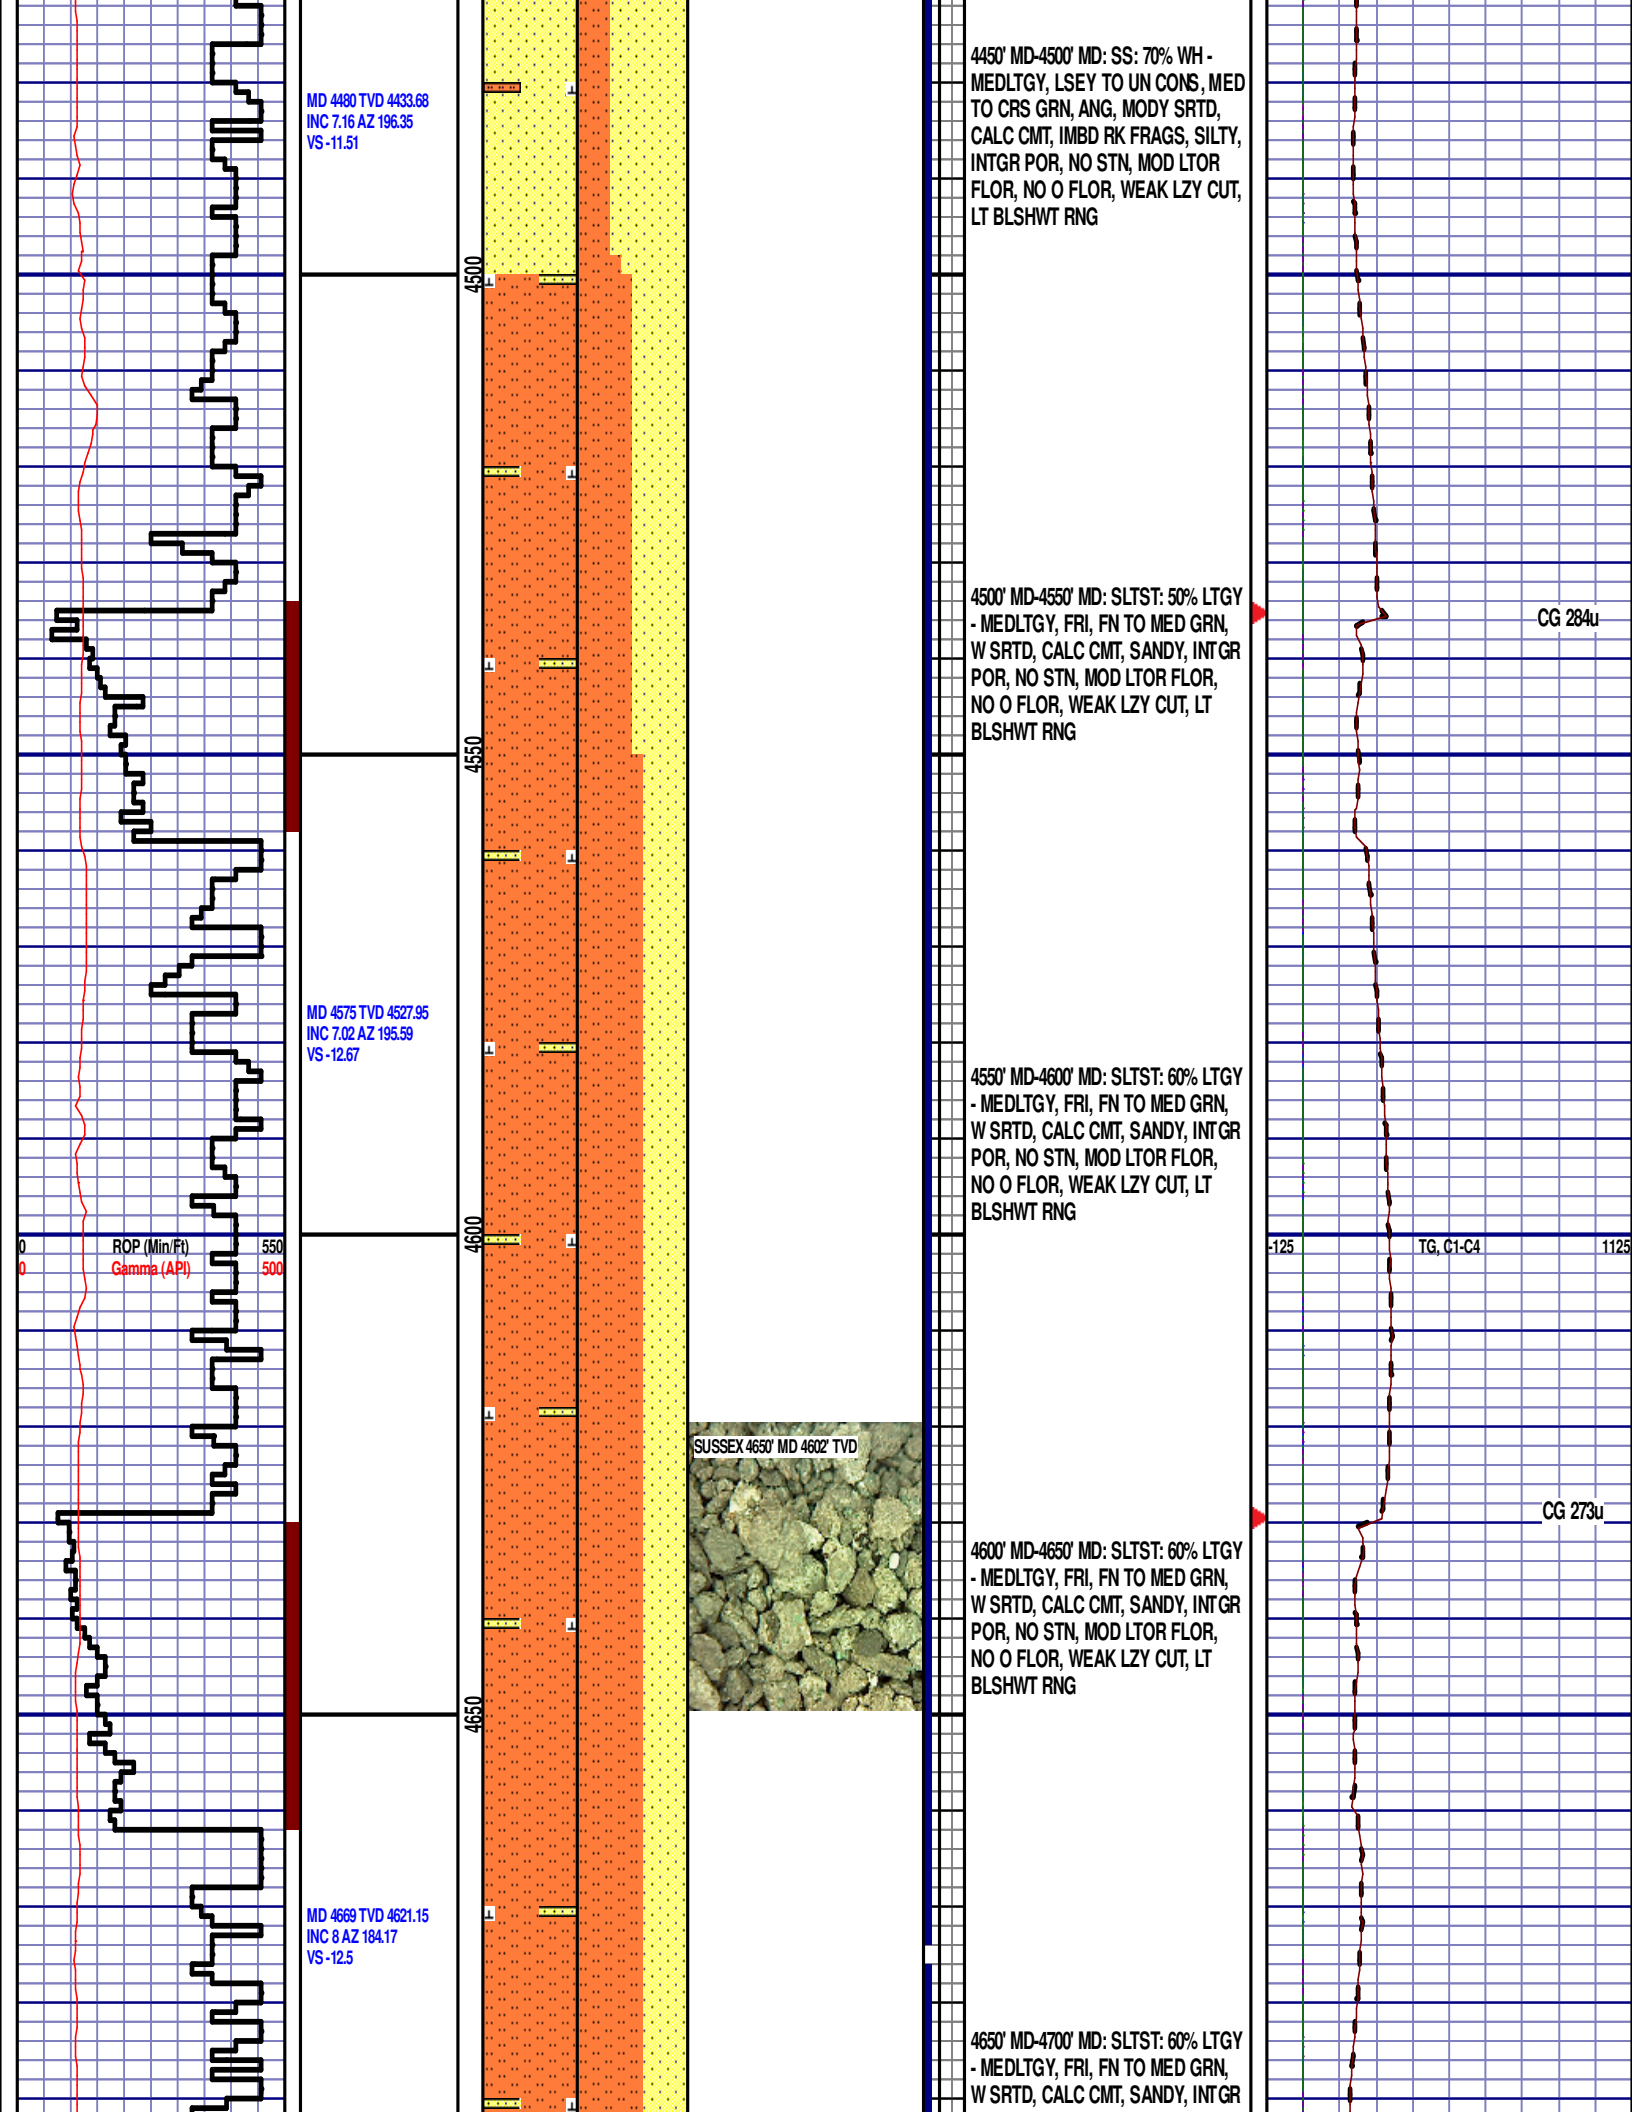 4450' MD-4500' MD: SS: 70% WH -
MEDLTGY, LSEY TO UN CONS, MED
TO CRS GRN, ANG, MODY SRTD,
CALC CMT, IMBD RK FRAGS, SILTY,
INTGR POR, NO STN, MOD LTOR
FLOR, NO O FLOR, WEAK LZY CUT,
LT BLSHWT RNG
MD 4480 TVD 4433.68
INC 7.16 AZ 196.35
VS -11.51
4500
4500' MD-4550' MD: SLTST: 50% LTGY
- MEDLTGY, FRI, FN TO MED GRN,
W SRTD, CALC CMT, SANDY, INTGR
POR, NO STN, MOD LTOR FLOR,
NO O FLOR, WEAK LZY CUT, LT
BLSHWT RNG
CG 284u
4550
MD 4575 TVD 4527.95
INC 7.02 AZ 195.59
VS -12.67
4550' MD-4600' MD: SLTST: 60% LTGY
- MEDLTGY, FRI, FN TO MED GRN,
W SRTD, CALC CMT, SANDY, INTGR
POR, NO STN, MOD LTOR FLOR,
NO O FLOR, WEAK LZY CUT, LT
BLSHWT RNG
4600
0 ROP (Min/Ft) 550
0 Gamma (API) 500
-125 TG, C1-C4 1125
SUSSEX 4650' MD 4602' TVD
CG 273u
4600' MD-4650' MD: SLTST: 60% LTGY
- MEDLTGY, FRI, FN TO MED GRN,
W SRTD, CALC CMT, SANDY, INTGR
POR, NO STN, MOD LTOR FLOR,
NO O FLOR, WEAK LZY CUT, LT
BLSHWT RNG
4650
MD 4669 TVD 4621.15
INC 8 AZ 184.17
VS -12.5
4650' MD-4700' MD: SLTST: 60% LTGY
- MEDLTGY, FRI, FN TO MED GRN,
W SRTD, CALC CMT, SANDY, INTGR